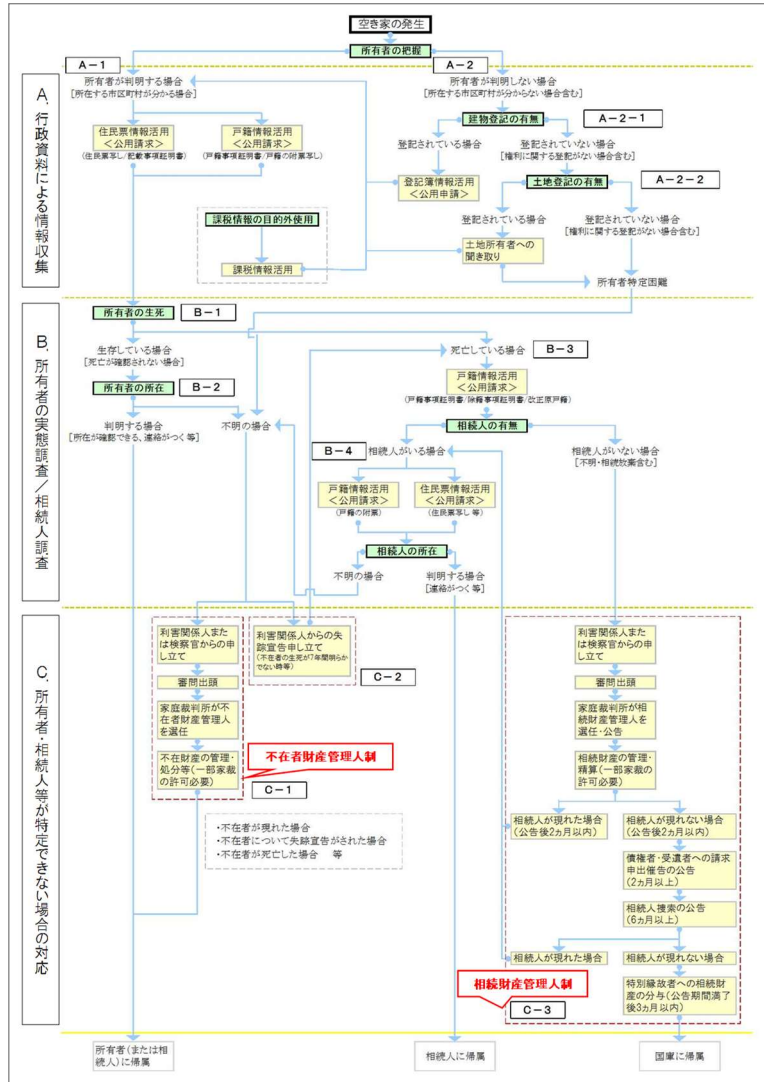 空き家の発生
所有者の把握
A－1
A－2
所有者が判明する場合
[所在する市区町村が分かる場合]
所有者が判明しない場合
[所在する市区町村が分からない場合含む]
A．行政資料による情報収集
建物登記の有無
A－2－1
住民票情報活用
＜公用請求＞
(住民票写し/記載事項証明書)
戸籍情報活用
＜公用請求＞
(戸籍事項証明書/戸籍の附票写し)
登記されている場合
登記されていない場合
[権利に関する登記がない場合含む]
登記簿情報活用
＜公用申請＞
土地登記の有無
A－2－2
課税情報の目的外使用
課税情報活用
登記されている場合
登記されていない場合
[権利に関する登記がない場合含む]
土地所有者への
聞き取り
所有者特定困難
B．所有者の実態調査／相続人調査
所有者の生死
B－1
生存している場合
[死亡が確認されない場合]
死亡している場合
B－3
所有者の所在
B－2
戸籍情報活用
＜公用請求＞
(戸籍事項証明書/除籍事項証明書/改正原戸籍)
判明する場合
[所在が確認できる、連絡がつく等]
不明の場合
相続人の有無
B－4
相続人がいる場合
相続人がいない場合
[不明・相続放棄含む]
戸籍情報活用
＜公用請求＞
(戸籍の附票)
住民票情報活用
＜公用請求＞
(住民票写し等)
相続人の所在
不明の場合
判明する場合
[連絡がつく等]
C．所有者・相続人等が特定できない場合の対応
利害関係人また
は検察官からの申
し立て
審問出頭
家庭裁判所が不
在者財産管理人
を選任
不在財産の管理・
処分等(一部家裁
の許可必要)
利害関係人からの失
踪宣告申し立て
(不在者の生死が7年間明らか
でない時等)
C－2
不在者財産管理人制
C－1
・不在者が現れた場合
・不在者について失踪宣告がされた場合
・不在者が死亡した場合　等
利害関係人また
は検察官からの申
し立て
審問出頭
家庭裁判所が
相続財産管理人を
選任・公告
相続財産の管理・
精算(一部家裁の
許可必要)
相続人が現れた場合
(公告後2ヵ月以内)
相続人が現れない場合
(公告後2ヵ月以内)
債権者・受遺者への請求
申出催告の公告
(2ヵ月以上)
相続人捜索の公告
(6ヵ月以上)
相続人が現れた場合
相続人が現れない場合
特別縁故者への相続財
産の分与(公告期間満了
後3ヵ月以内)
相続財産管理人制
C－3
所有者(または相
続人)に帰属
相続人に帰属
国庫に帰属